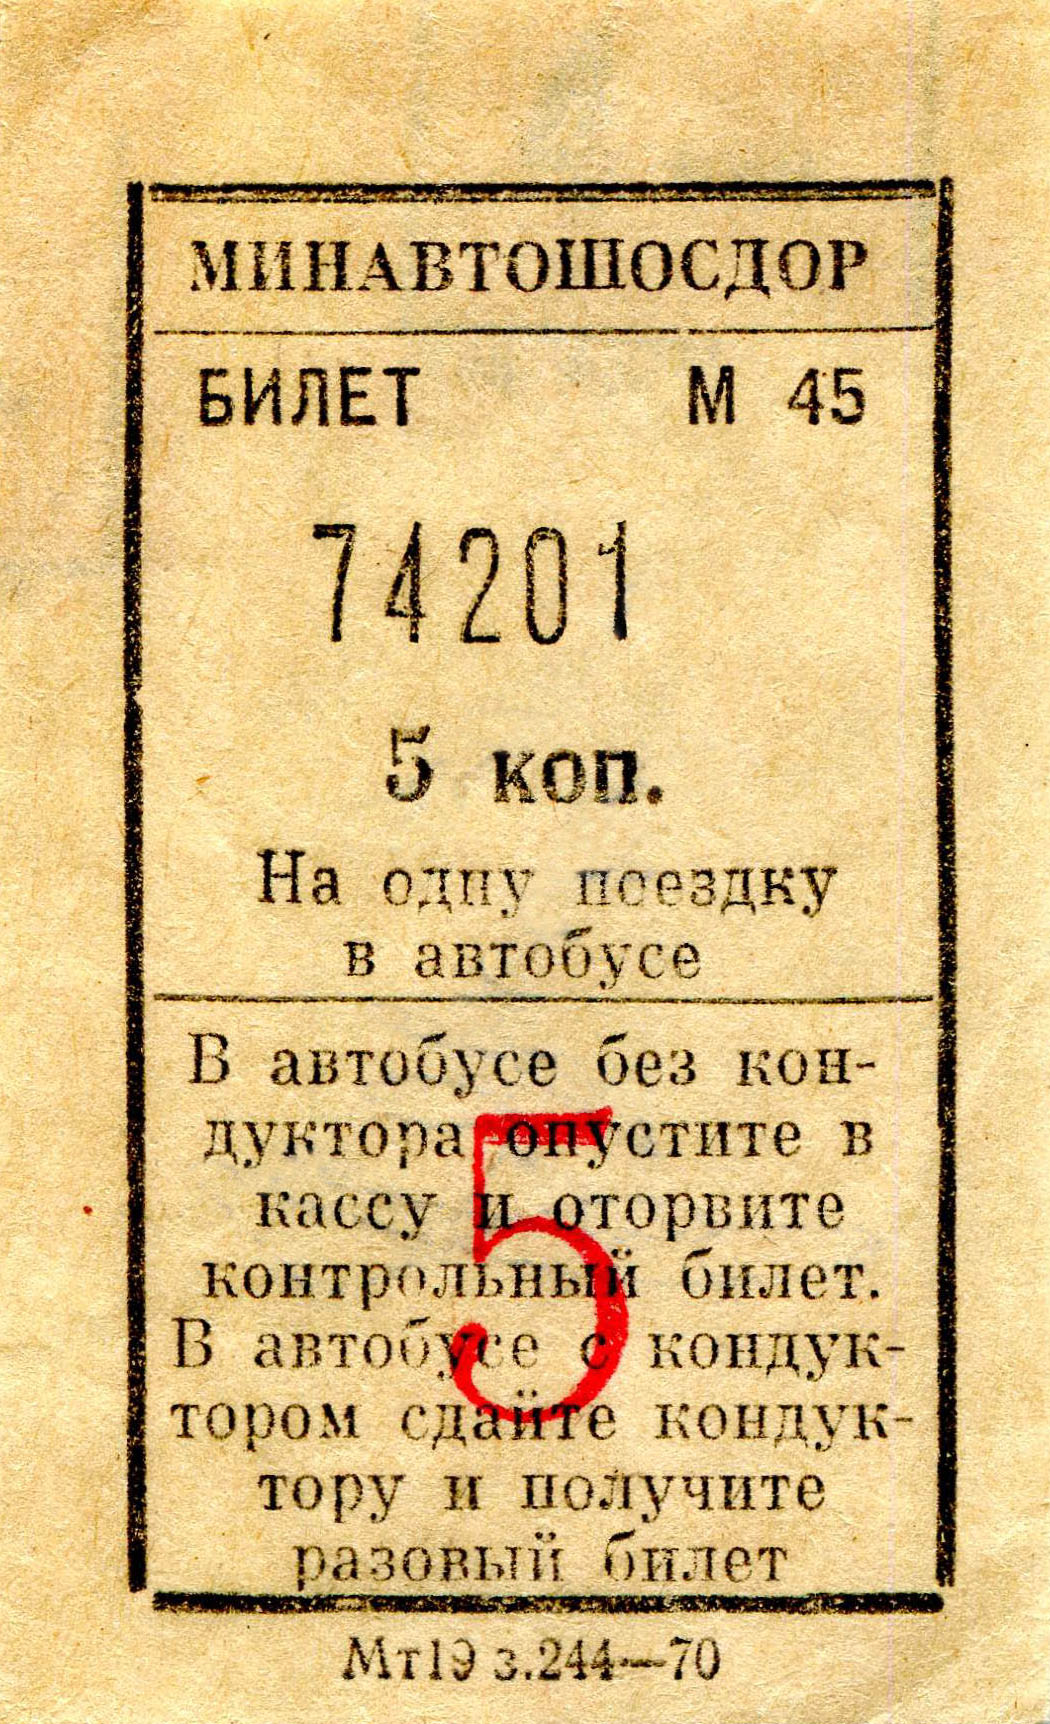 МИНАВТОШОСДОР
БИЛЕТ М 45
74201
5 коп.
На одну поездку
в автобусе
В автобусе без кон-
дуктора опустите в
кассу и оторвите
контрольный билет.
В автобусе с кондук-
тором сдайте кондук-
тору и получите
разовый билет
5
Мт19 з.244—70